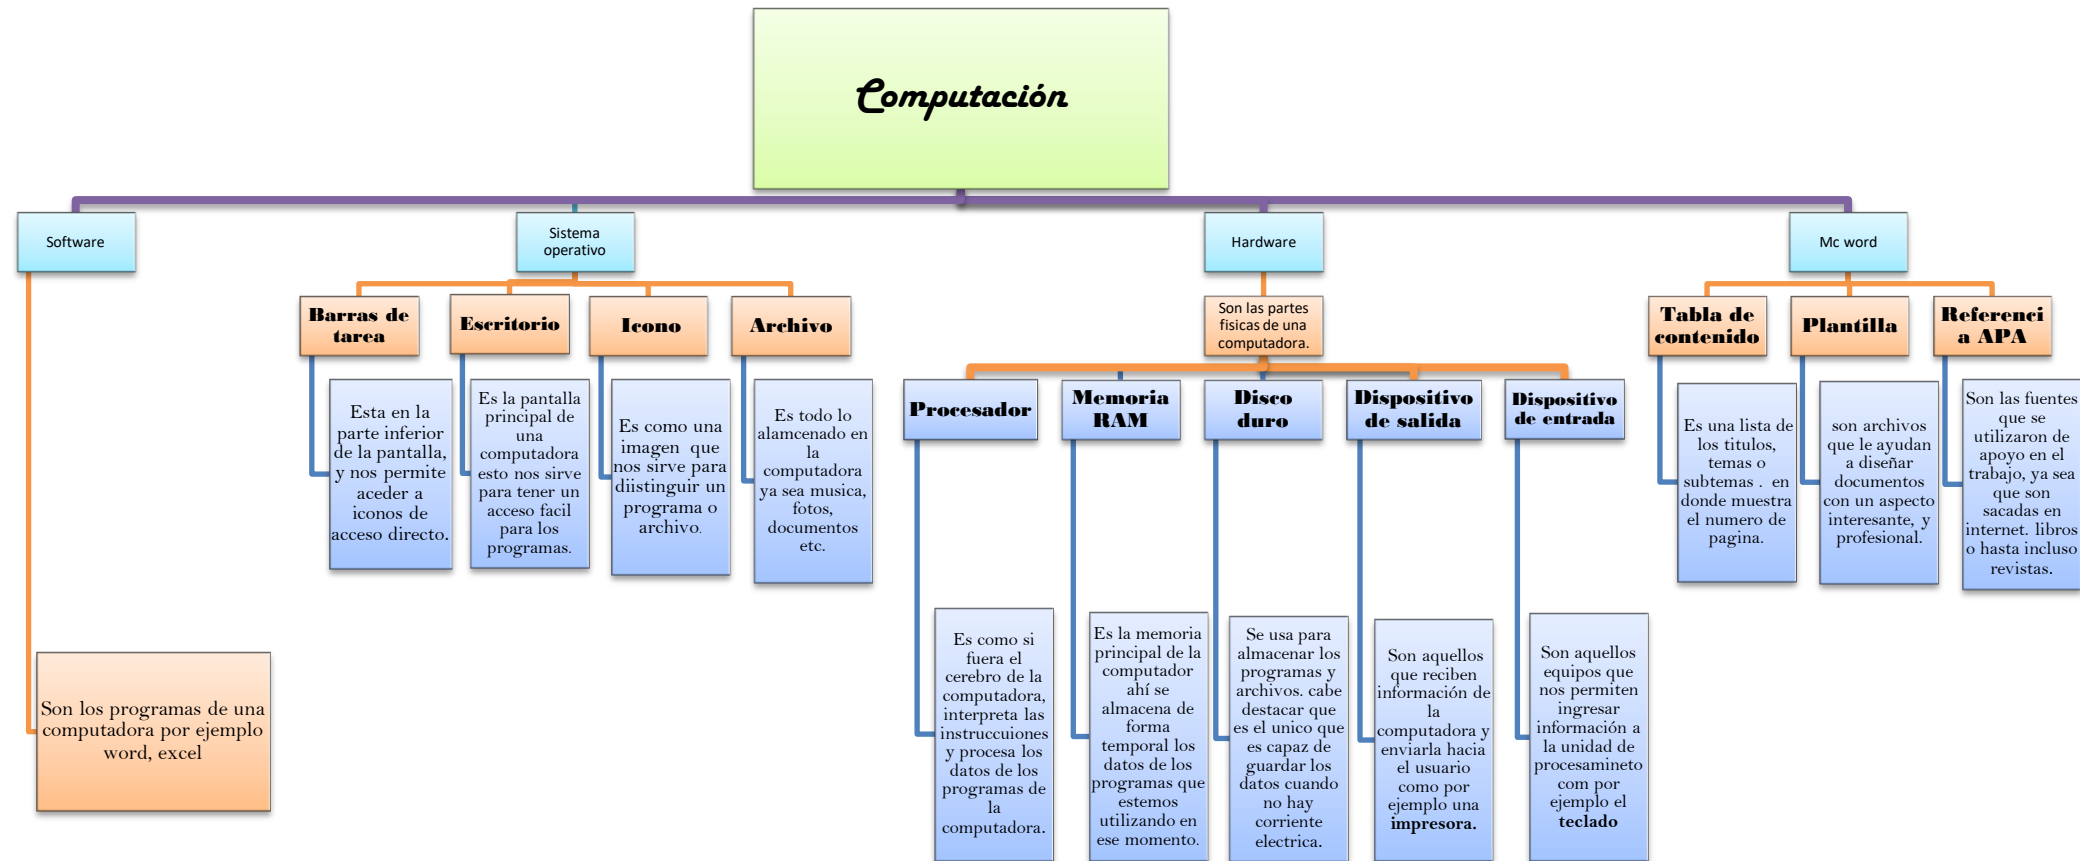 Computación
Software
Sistema
operativo
Hardware
Mc word
Barras de
tarea
Escritorio
Icono
Archivo
Son las partes
fisicas de una
computadora.
Tabla de
contenido
Plantilla
Referenci
a APA
Esta en la
parte inferior
de la pantalla,
y nos permite
aceder a
iconos de
acceso directo.
Es la pantalla
principal de
una
computadora
esto nos sirve
para tener un
acceso facil
para los
programas.
Es como una
imagen que
nos sirve para
diistinguir un
programa o
archivo.
Es todo lo
alamcenado en
la
computadora
ya sea musica,
fotos,
documentos
etc.
Procesador
Memoria
RAM
Disco
duro
Dispositivo
de salida
Dispositivo
de entrada
Es una lista de
los titulos,
temas o
subtemas . en
donde muestra
el numero de
pagina.
son archivos
que le ayudan
a diseñar
documentos
con un aspecto
interesante, y
profesional.
Son las fuentes
que se
utilizaron de
apoyo en el
trabajo, ya sea
que son
sacadas en
internet. libros
o hasta incluso
revistas.
Son los programas de una
computadora por ejemplo
word, excel
Es como si
fuera el
cerebro de la
computadora,
interpreta las
instruccuiones
y procesa los
datos de los
programas de
la
computadora.
Es la memoria
principal de la
computador
ahí se
almacena de
forma
temporal los
datos de los
programas que
estemos
utilizando en
ese momento.
Se usa para
almacenar los
programas y
archivos. cabe
destacar que
es el unico que
es capaz de
guardar los
datos cuando
no hay
corriente
electrica.
Son aquellos
que reciben
información de
la
computadora y
enviarla hacia
el usuario
como por
ejemplo una
impresora.
Son aquellos
equipos que
nos permiten
ingresar
información a
la unidad de
procesamineto
com por
ejemplo el
teclado